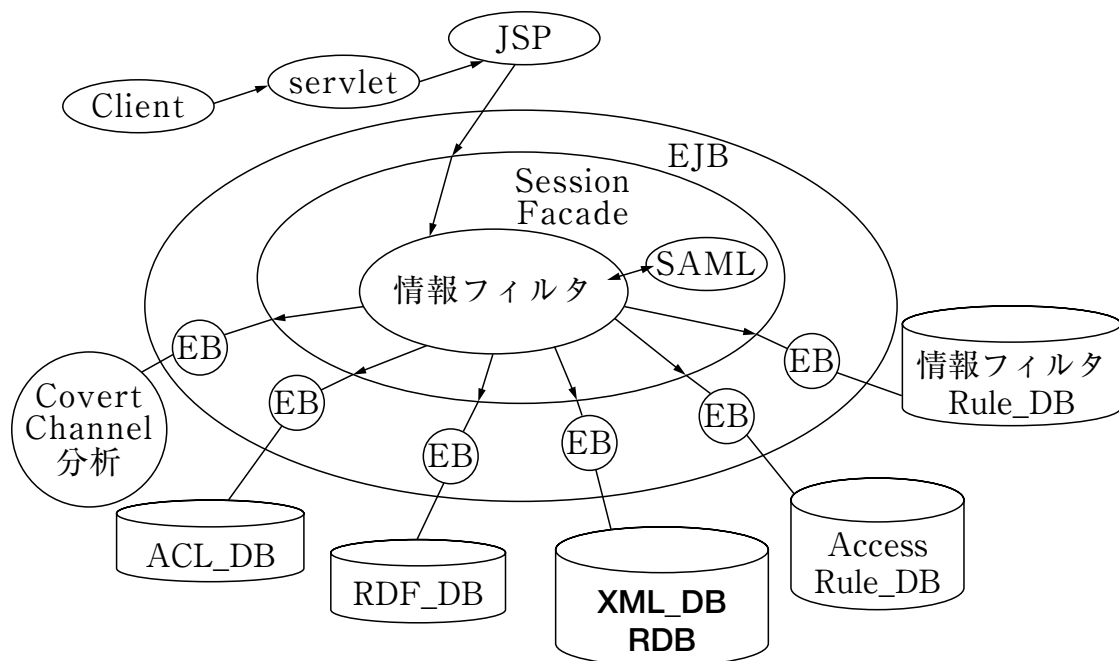 JSP
servlet
Client
EJB
Session
Facade
SAML
情報フィルタ
EB
EB
EB
EB
EB
EB
情報フィルタ
Rule_DB
Covert
Channel
分析
ACL_DB
RDF_DB
XML_DB
RDB
Access
Rule_DB